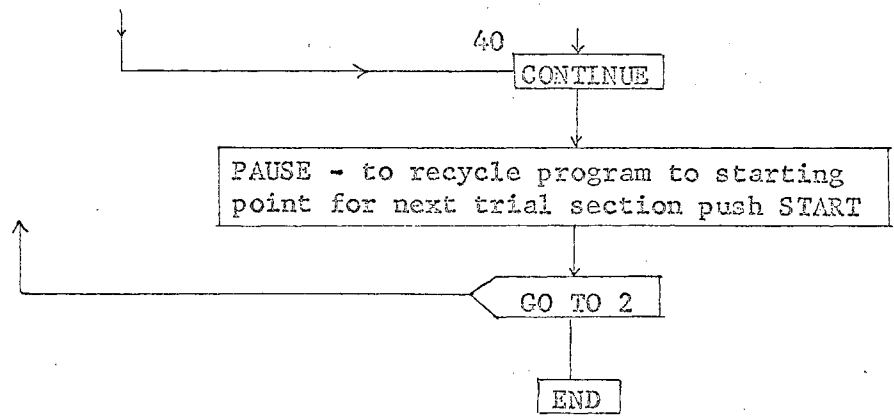 40
CONTINUE
PAUSE - to recycle program to starting
point for next trial section push START
GO TO 2
END